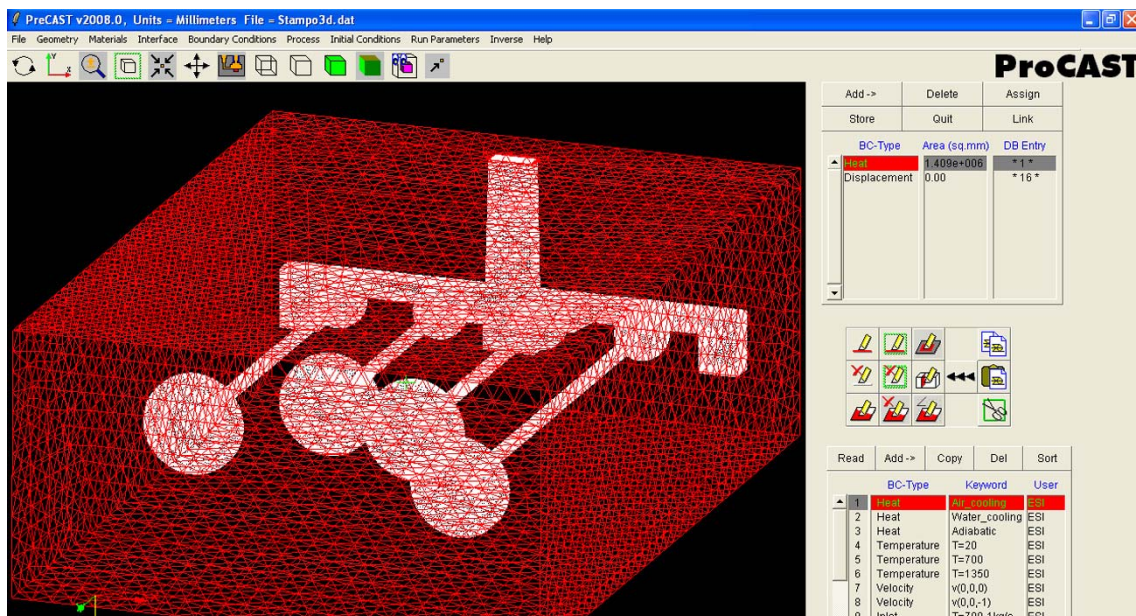 PreCAST v2008.0, Units = Millimeters File = Stampo3d.dat
File Geometry Materials Interface Boundary Conditions Process Initial Conditions Run Parameters Inverse Help
ProCAST
Add -> Delete Assign
Store Quit Link
BC-Type Area (sq.mm) DB Entry
Heat 1.409e+006 * 1 *
Displacement 0.00 * 16 *
Read Add -> Copy Del Sort
BC-Type Keyword User
1 Heat Air_cooling ESI
2 Heat Water_cooling ESI
3 Heat Adiabatic ESI
4 Temperature T=20 ESI
5 Temperature T=700 ESI
6 Temperature T=1350 ESI
7 Velocity v(0,0,0) ESI
8 Velocity v(0,0,-1) ESI